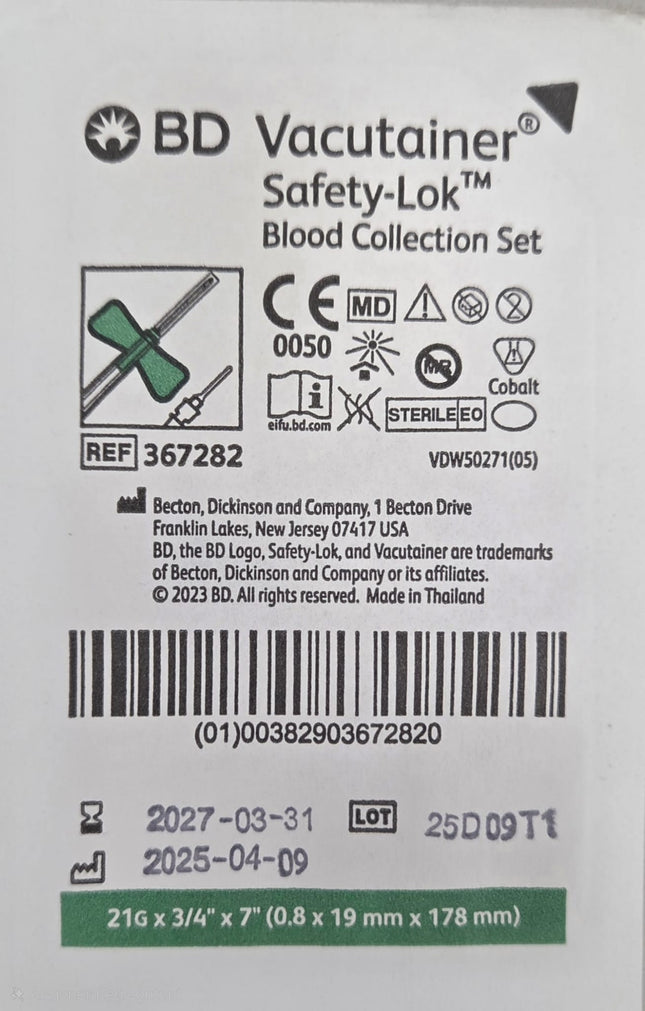 BD Vacutainer®
Safety-Lok™
Blood Collection Set
CE MD
0050
MR
Cobalt
eifu.bd.com
STERILE EO
REF 367282
VDW50271(05)
Becton, Dickinson and Company, 1 Becton Drive
Franklin Lakes, New Jersey 07417 USA
BD, the BD Logo, Safety-Lok, and Vacutainer are trademarks
of Becton, Dickinson and Company or its affiliates.
© 2023 BD. All rights reserved. Made in Thailand
(01)00382903672820
2027-03-31 LOT 25D09T1
2025-04-09
21G x 3/4" x 7" (0.8 x 19 mm x 178 mm)